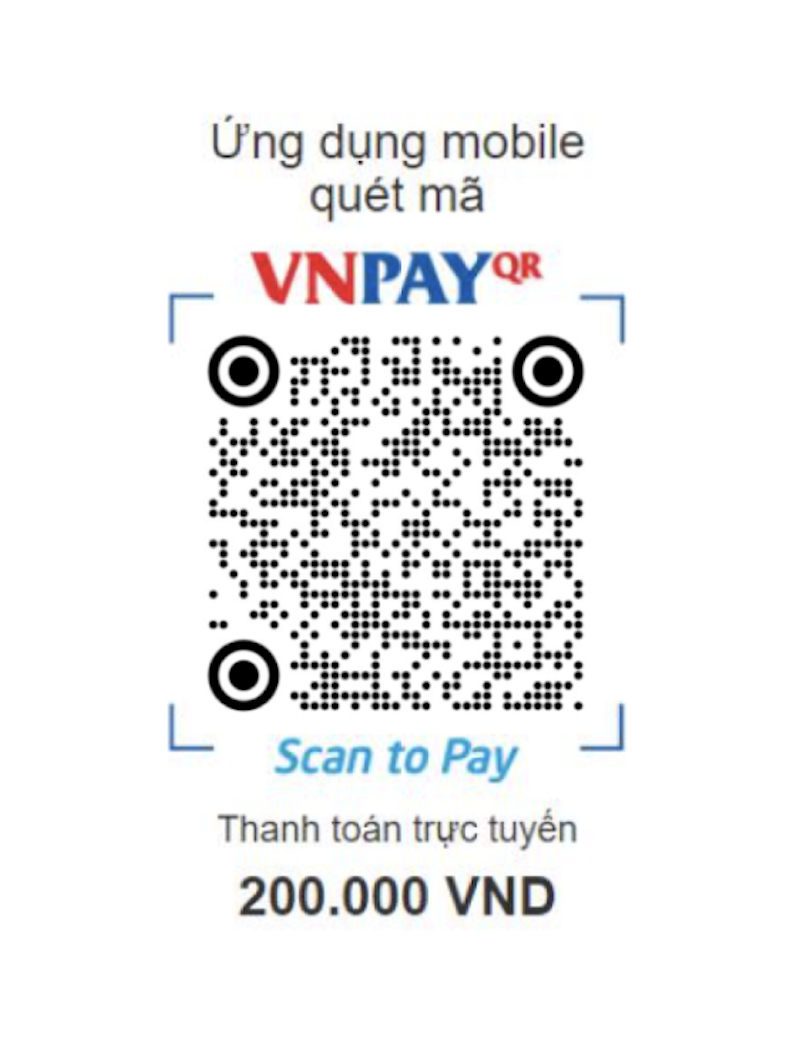 Ứng dụng mobile
quét mã
VNPAYQR
Scan to Pay
Thanh toán trực tuyến
200.000 VND